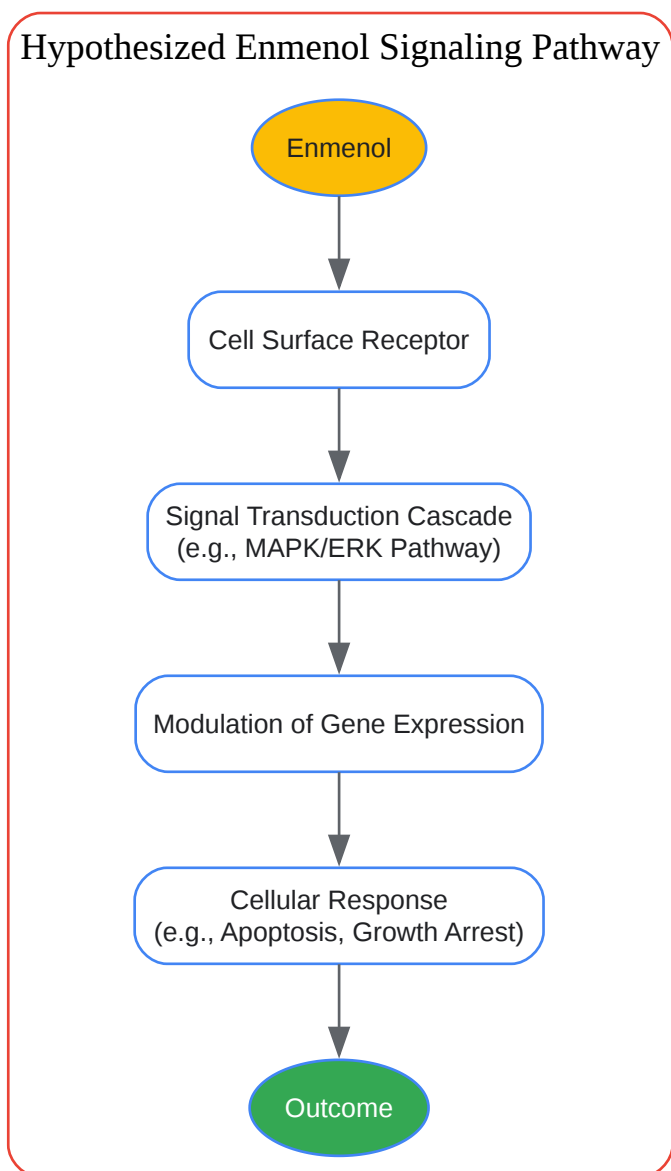 Hypothesized Enmenol Signaling Pathway
Enmenol
Cell Surface Receptor
Signal Transduction Cascade
(e.g., MAPK/ERK Pathway)
Modulation of Gene Expression
Cellular Response
(e.g., Apoptosis, Growth Arrest)
Outcome